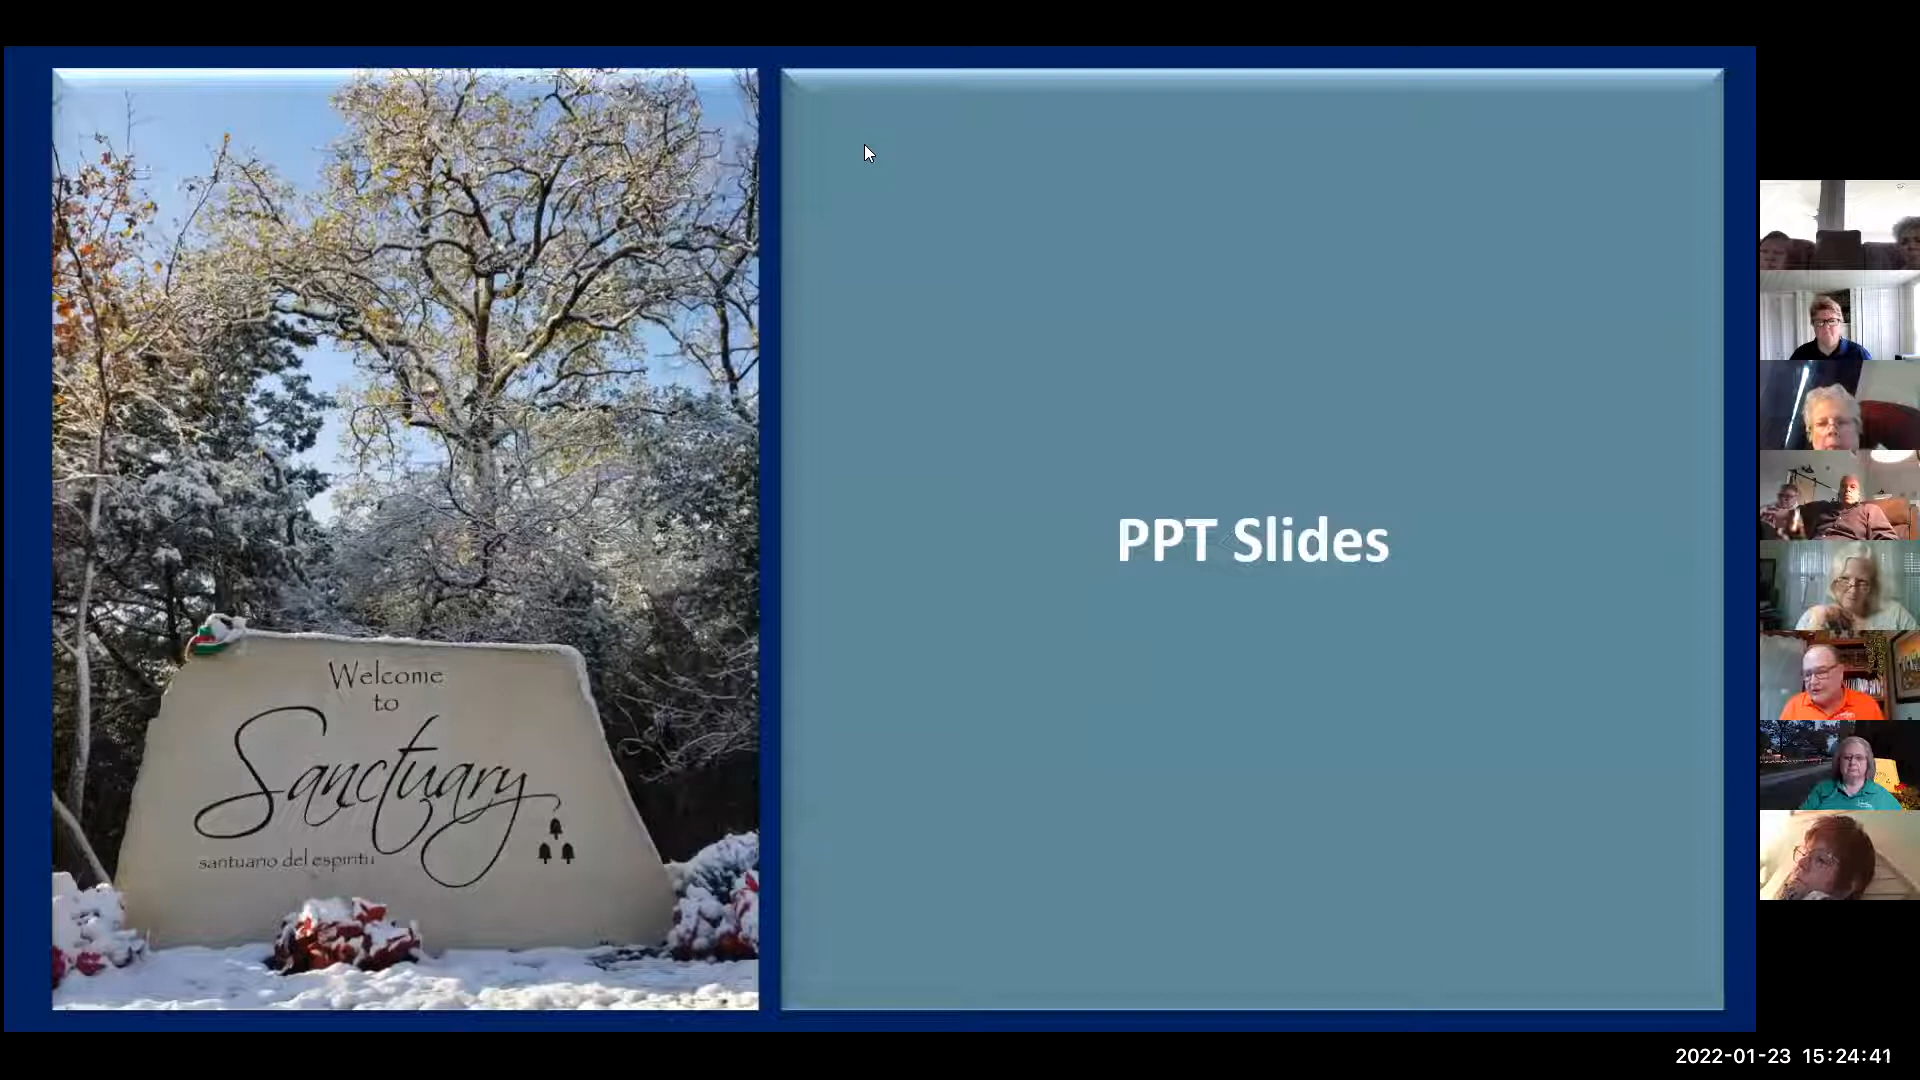 Welcome
to
Sanctuary
santuario del espiritu
PPT Slides
2022-01-23 15:24:41